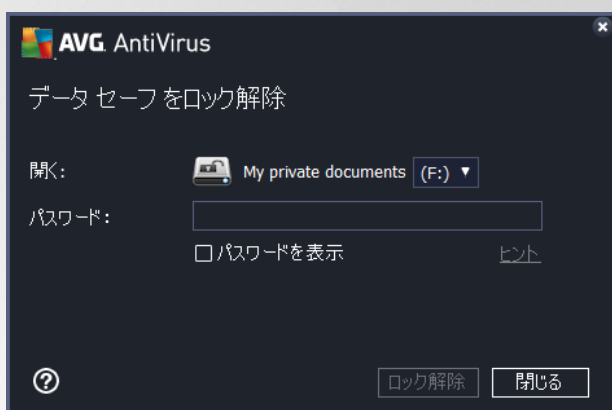 AVG. AntiVirus
データ セーフ をロック解除
開く: My private documents (F:)
パスワード:
パスワードを表示 ヒント
ロック解除 閉じる